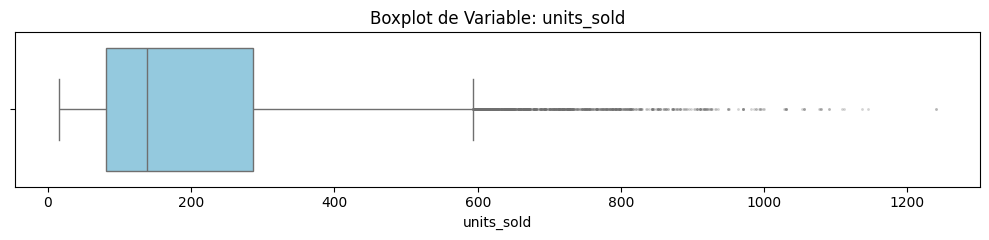 Boxplot de Variable: units_sold
0 200 400 600 800 1000 1200
units_sold